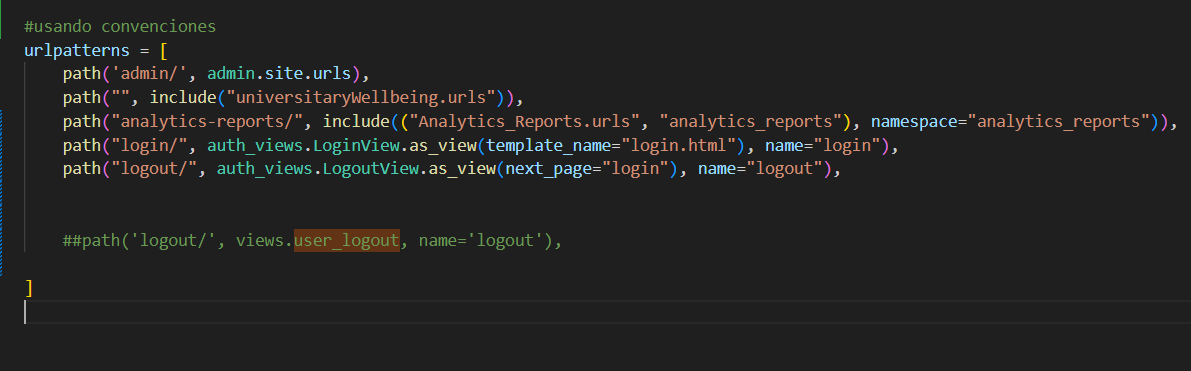 #usando convenciones
urlpatterns = [
    path('admin/', admin.site.urls),
    path("", include("universitaryWellbeing.urls")),
    path("analytics-reports/", include(("Analytics_Reports.urls", "analytics_reports"), namespace="analytics_reports")),
    path("login/", auth_views.LoginView.as_view(template_name="login.html"), name="login"),
    path("logout/", auth_views.LogoutView.as_view(next_page="login"), name="logout"),
    ##path('logout/', views.user_logout, name='logout'),
]